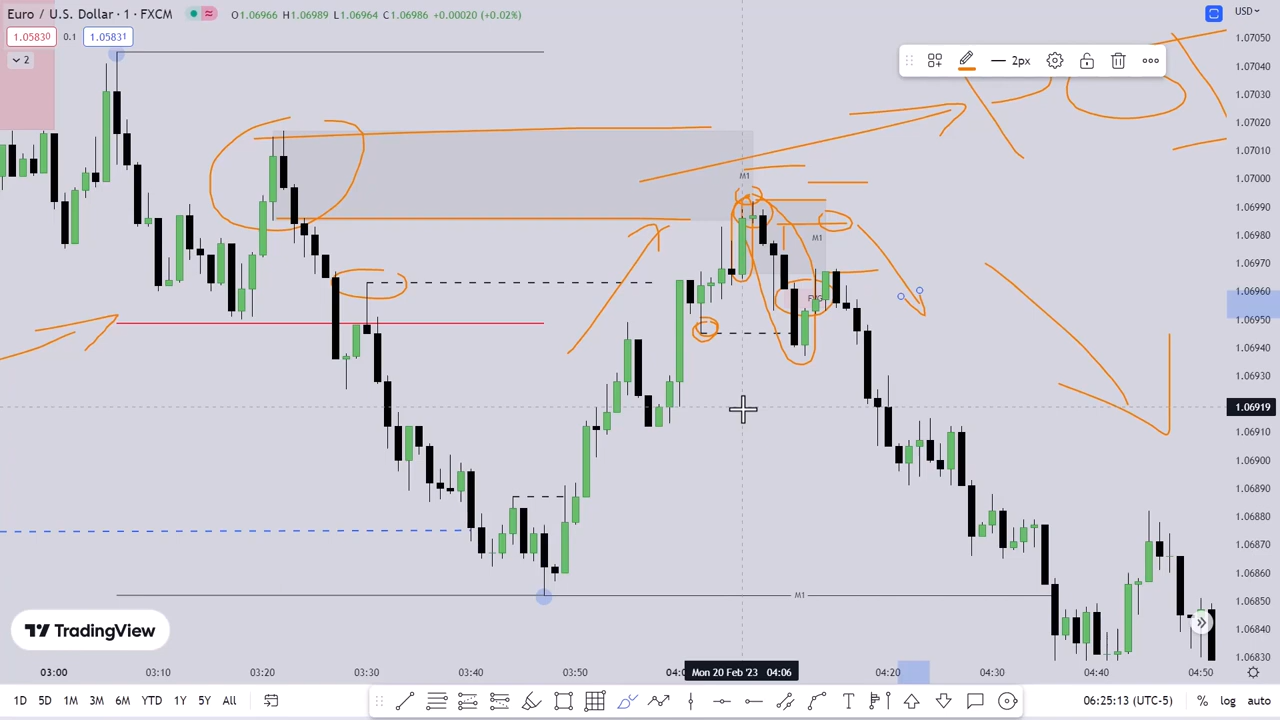 Euro / U.S. Dollar · 1 · FXCM
O1.06966 H1.06989 L1.06964 C1.06986 +0.00020 (+0.02%)
USD
1.05830 0.1 1.05831
2
2px
POI
1.07050
1.07040
1.07030
1.07020
1.07010
1.07000
1.06990
1.06980
1.06970
1.06960
1.06950
1.06940
1.06930
1.06919
1.06910
1.06900
1.06890
1.06880
1.06870
1.06860
1.06850
1.06840
1.06830
M1
M1
FVG
M1
TradingView
03:00 03:10 03:20 03:30 03:40 03:50 Mon 20 Feb '23 04:06 04:20 04:30 04:40 04:50
1D 5D 1M 3M 6M YTD 1Y 5Y All
06:25:13 (UTC-5) % log auto